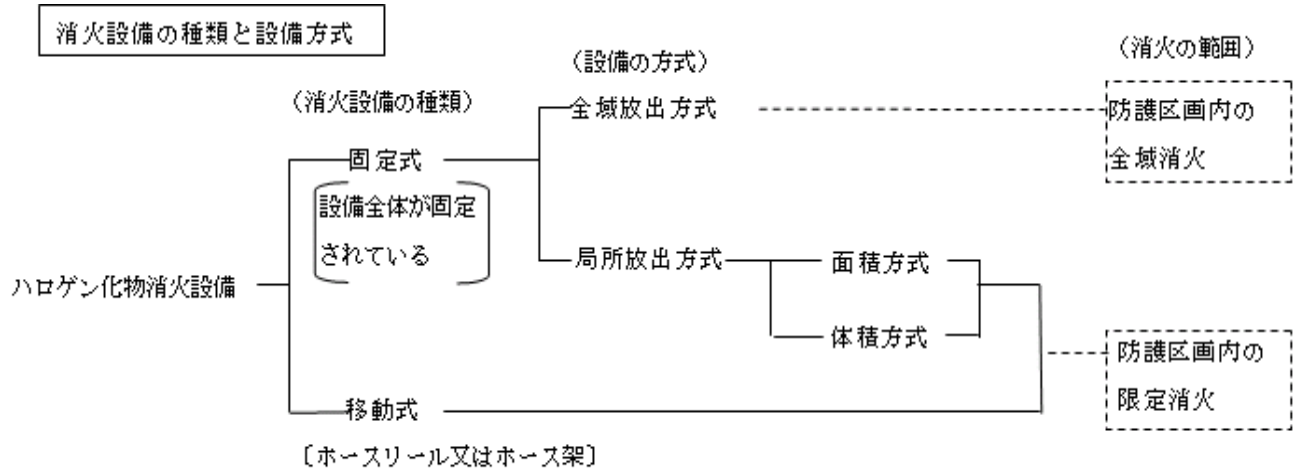 消火設備の種類と設備方式
（消火の範囲）
（設備の方式）
（消火設備の種類）
全域放出方式
防護区画内の
全域消火
固定式
設備全体が固定
されている
局所放出方式
面積方式
体積方式
ハロゲン化物消火設備
防護区画内の
限定消火
移動式
〔ホースリール又はホース架〕